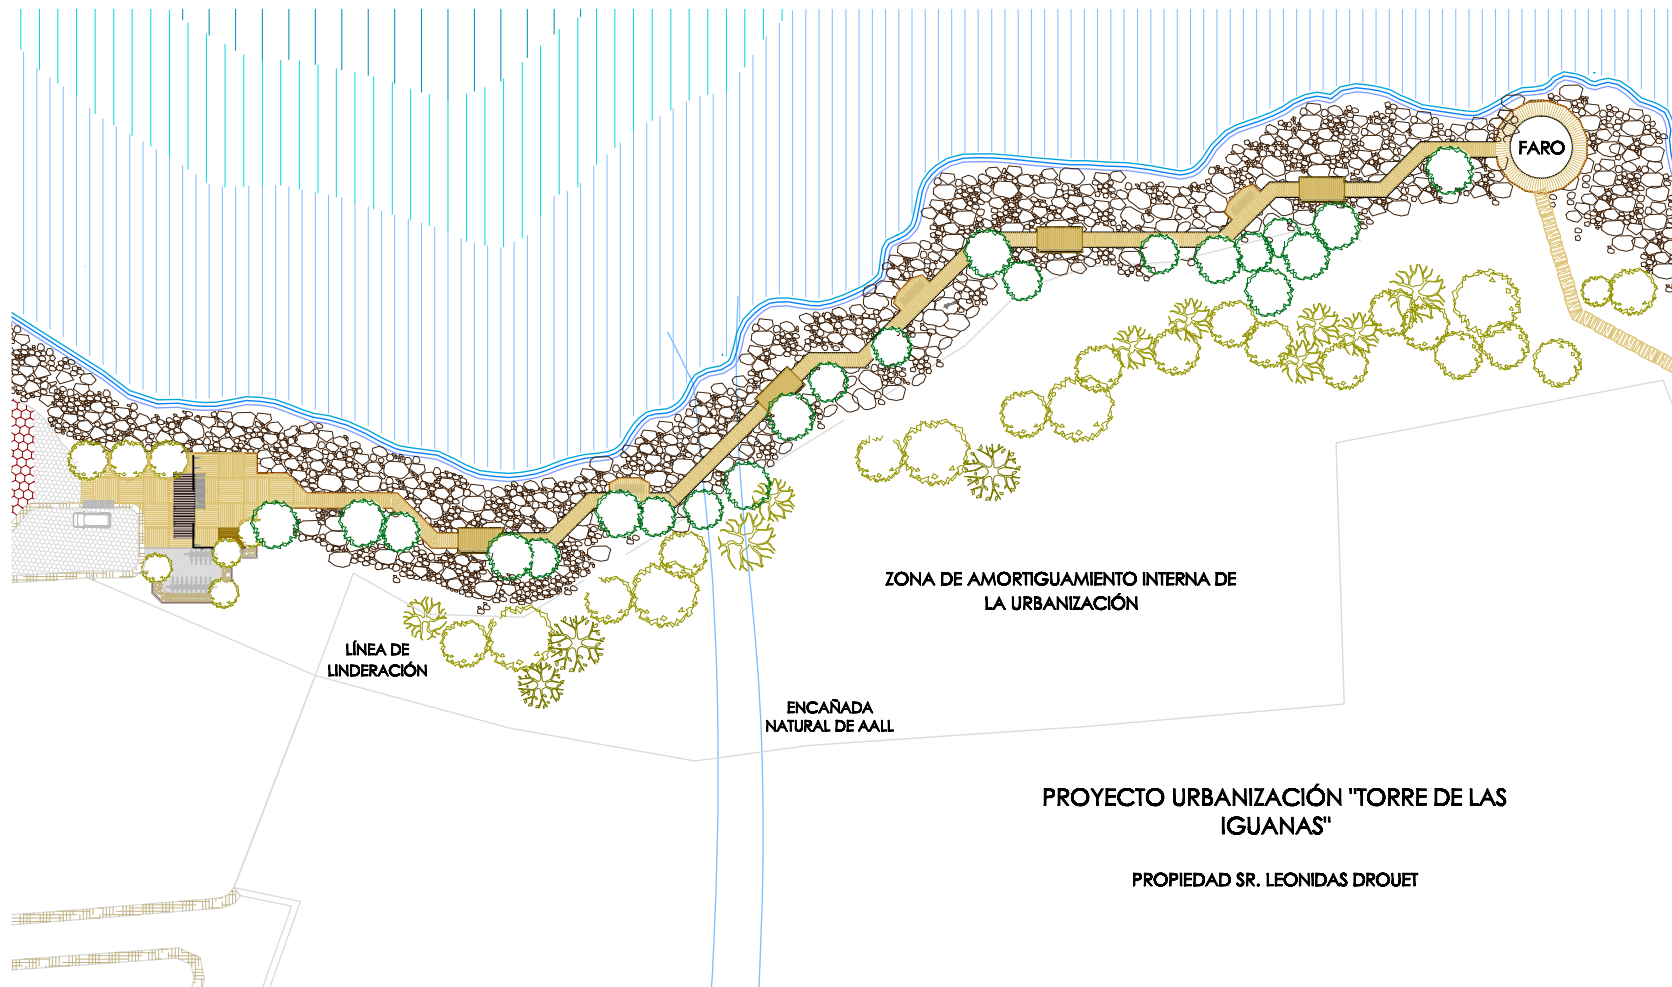 FARO
ZONA DE AMORTIGUAMIENTO INTERNA DE
LA URBANIZACIÓN
LÍNEA DE
LINDERACIÓN
ENCAÑADA
NATURAL DE AALL
PROYECTO URBANIZACIÓN "TORRE DE LAS
IGUANAS"
PROPIEDAD SR. LEONIDAS DROUET